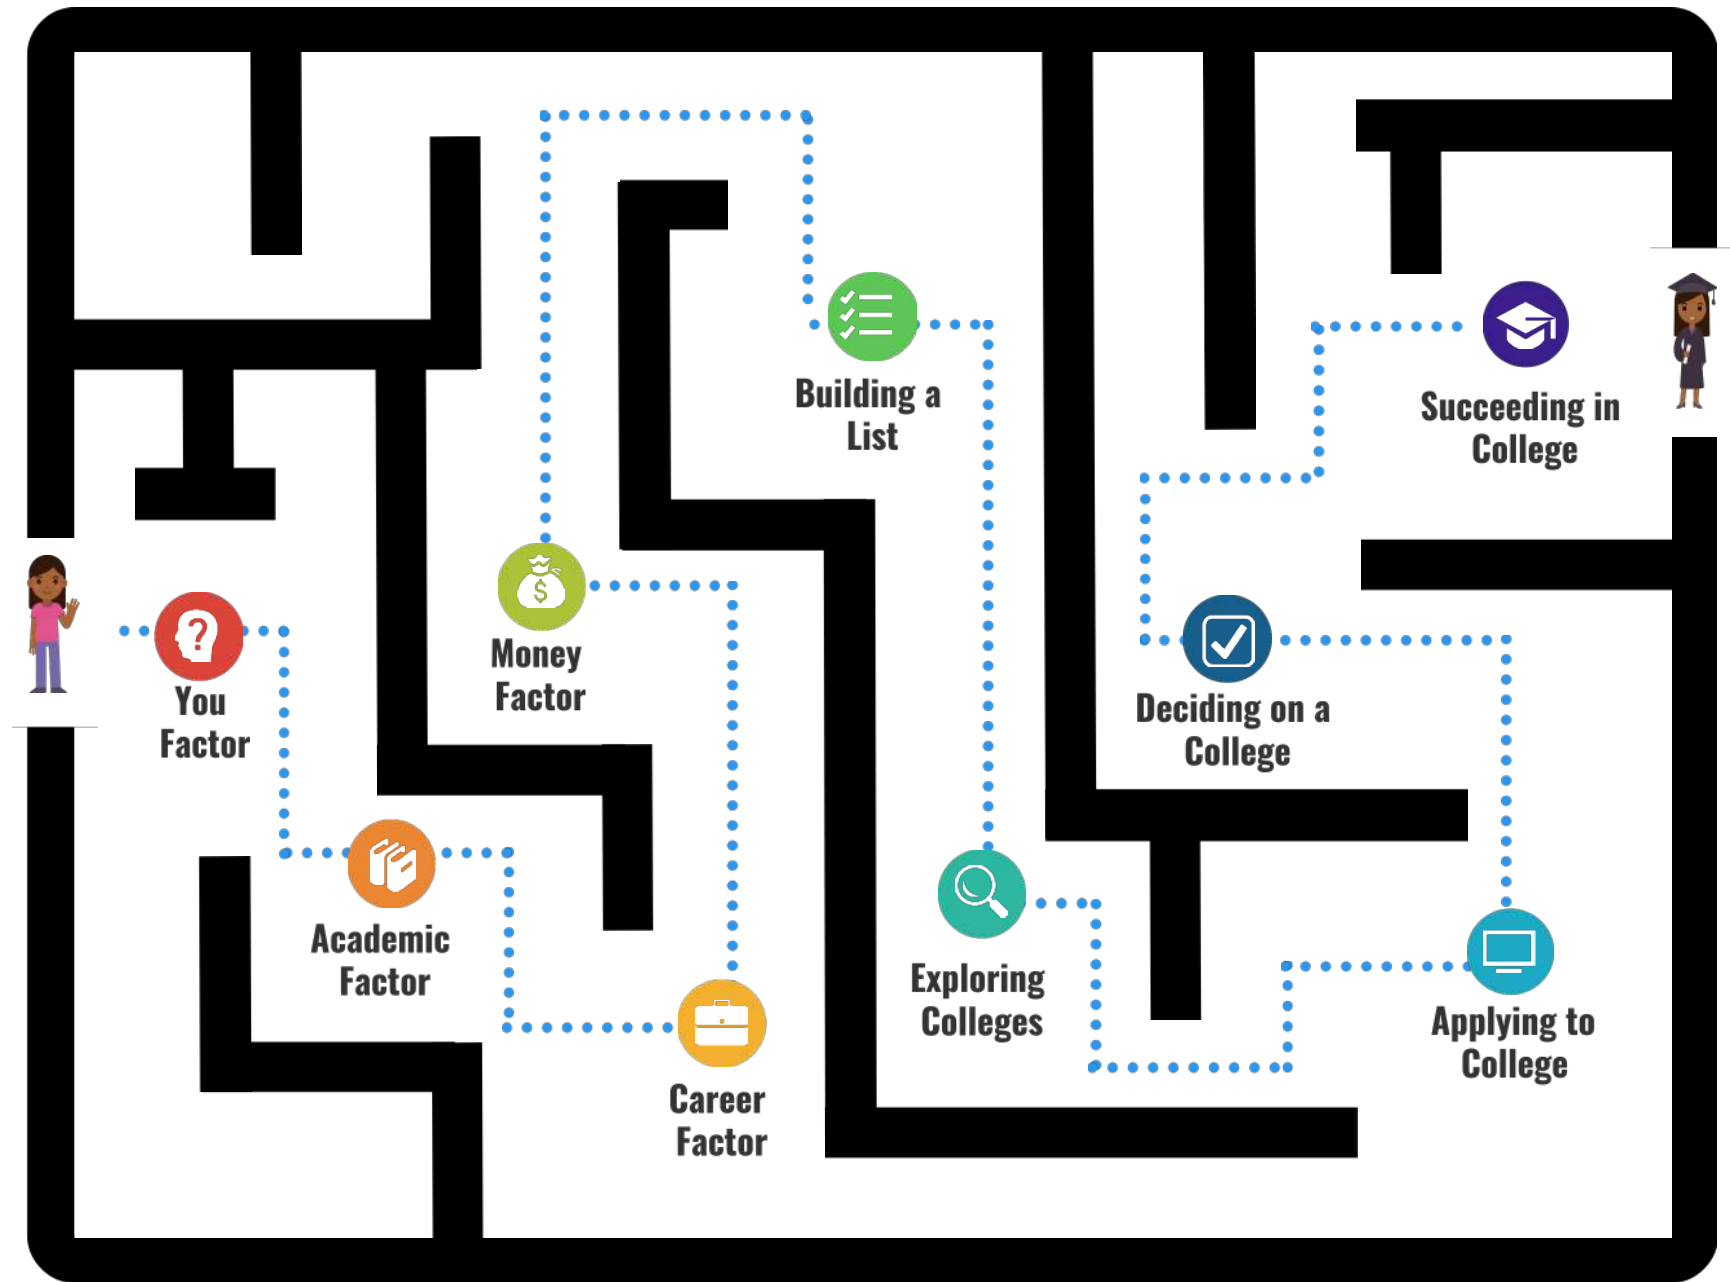 You
Factor
Academic
Factor
Career
Factor
Money
Factor
Building a
List
Exploring
Colleges
Applying to
College
Deciding on a
College
Succeeding in
College